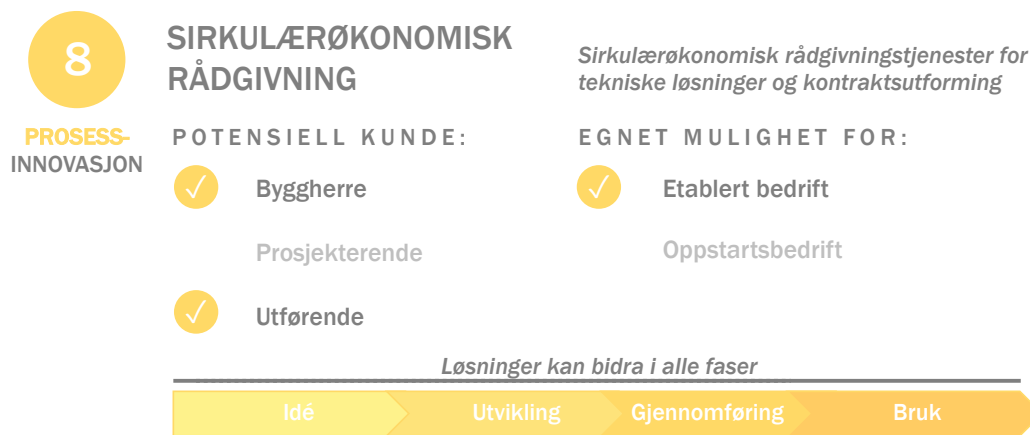 8
PROSESS-
INNOVASJON
SIRKULÆRØKONOMISK
RÅDGIVNING
Sirkulærøkonomisk rådgivningstjenester for
tekniske løsninger og kontraktsutforming
POTENSIELL KUNDE:
✓ Byggherre
Prosjekterende
✓ Utførende
EGNET MULIGHET FOR:
✓ Etablert bedrift
Oppstartsbedrift
Løsninger kan bidra i alle faser
Idé Utvikling Gjennomføring Bruk